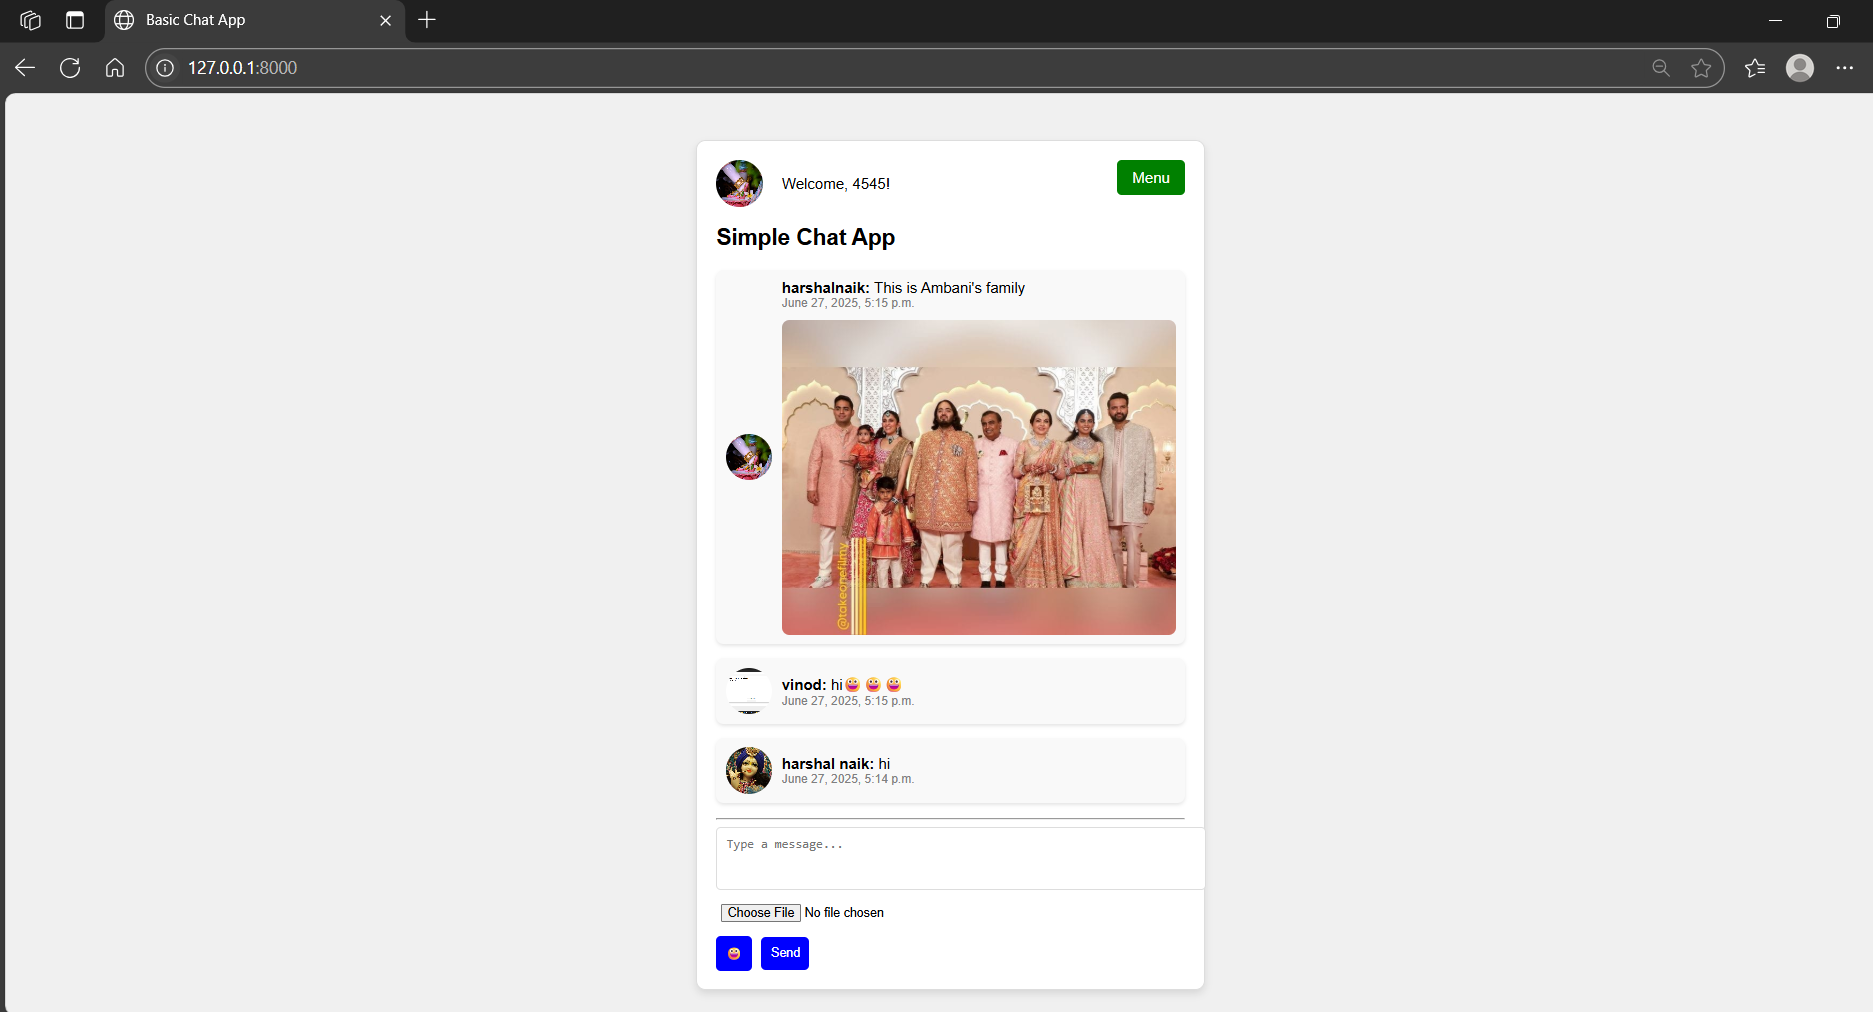 Basic Chat App
127.0.0.1:8000
Welcome, 4545!
Menu
Simple Chat App
harshalnaik: This is Ambani's family
June 27, 2025, 5:15 p.m.
@takeonefilmy
vinod: hi😀 😀 😀
June 27, 2025, 5:15 p.m.
harshal naik: hi
June 27, 2025, 5:14 p.m.
Type a message...
Choose File No file chosen
😀 Send